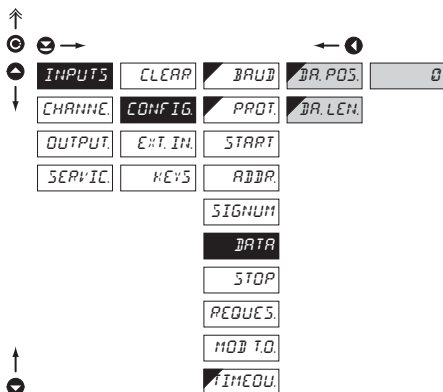 INPUTS CLEAR BAUD DA. POS. 0
CHANNE. CONFIG. PROT. DA. LEN.
OUTPUT. EXT. IN. START
SERVIC. KEYS ADDR.
SIGNUM
DATA
STOP
REQUES.
MOD T.O.
TIMEOU.